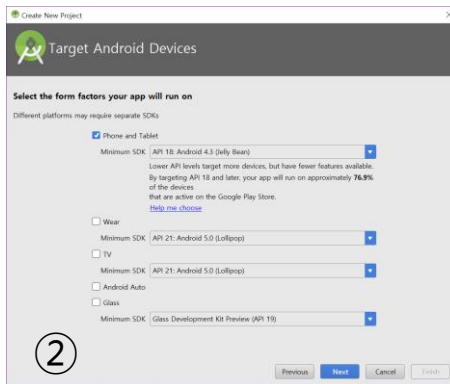 Create New Project
Target Android Devices
Select the form factors your app will run on
Different platforms may require separate SDKs
Phone and Tablet
Minimum SDK API 18: Android 4.3 (Jelly Bean)
Lower API levels target more devices, but have fewer features available.
By targeting API 18 and later, your app will run on approximately 76.9%
of the devices
that are active on the Google Play Store.
Help me choose
Wear
Minimum SDK API 21: Android 5.0 (Lollipop)
TV
Minimum SDK API 21: Android 5.0 (Lollipop)
Android Auto
Glass
Minimum SDK Glass Development Kit Preview (API 19)
②
Previous Next Cancel Finish